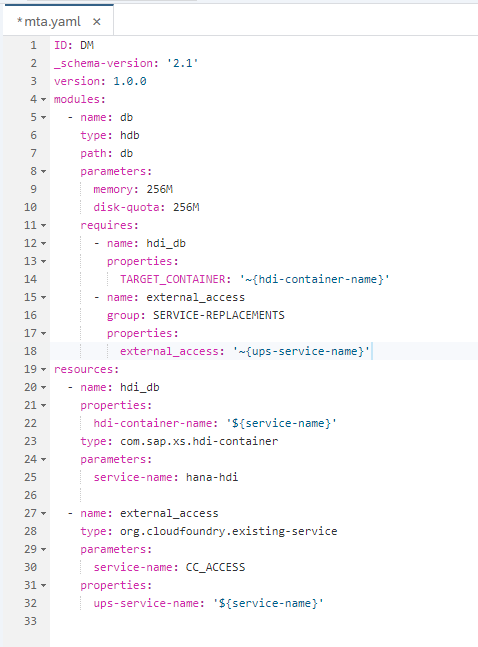 *mta.yaml ×
1 ID: DM
2 _schema-version: '2.1'
3 version: 1.0.0
4 modules:
5   - name: db
6     type: hdb
7     path: db
8     parameters:
9       memory: 256M
10       disk-quota: 256M
11     requires:
12       - name: hdi_db
13         properties:
14           TARGET_CONTAINER: '~{hdi-container-name}'
15       - name: external_access
16         group: SERVICE-REPLACEMENTS
17         properties:
18           external_access: '~{ups-service-name}'
19 resources:
20   - name: hdi_db
21     properties:
22       hdi-container-name: '${service-name}'
23     type: com.sap.xs.hdi-container
24     parameters:
25       service-name: hana-hdi
26
27   - name: external_access
28     type: org.cloudfoundry.existing-service
29     parameters:
30       service-name: CC_ACCESS
31     properties:
32       ups-service-name: '${service-name}'
33